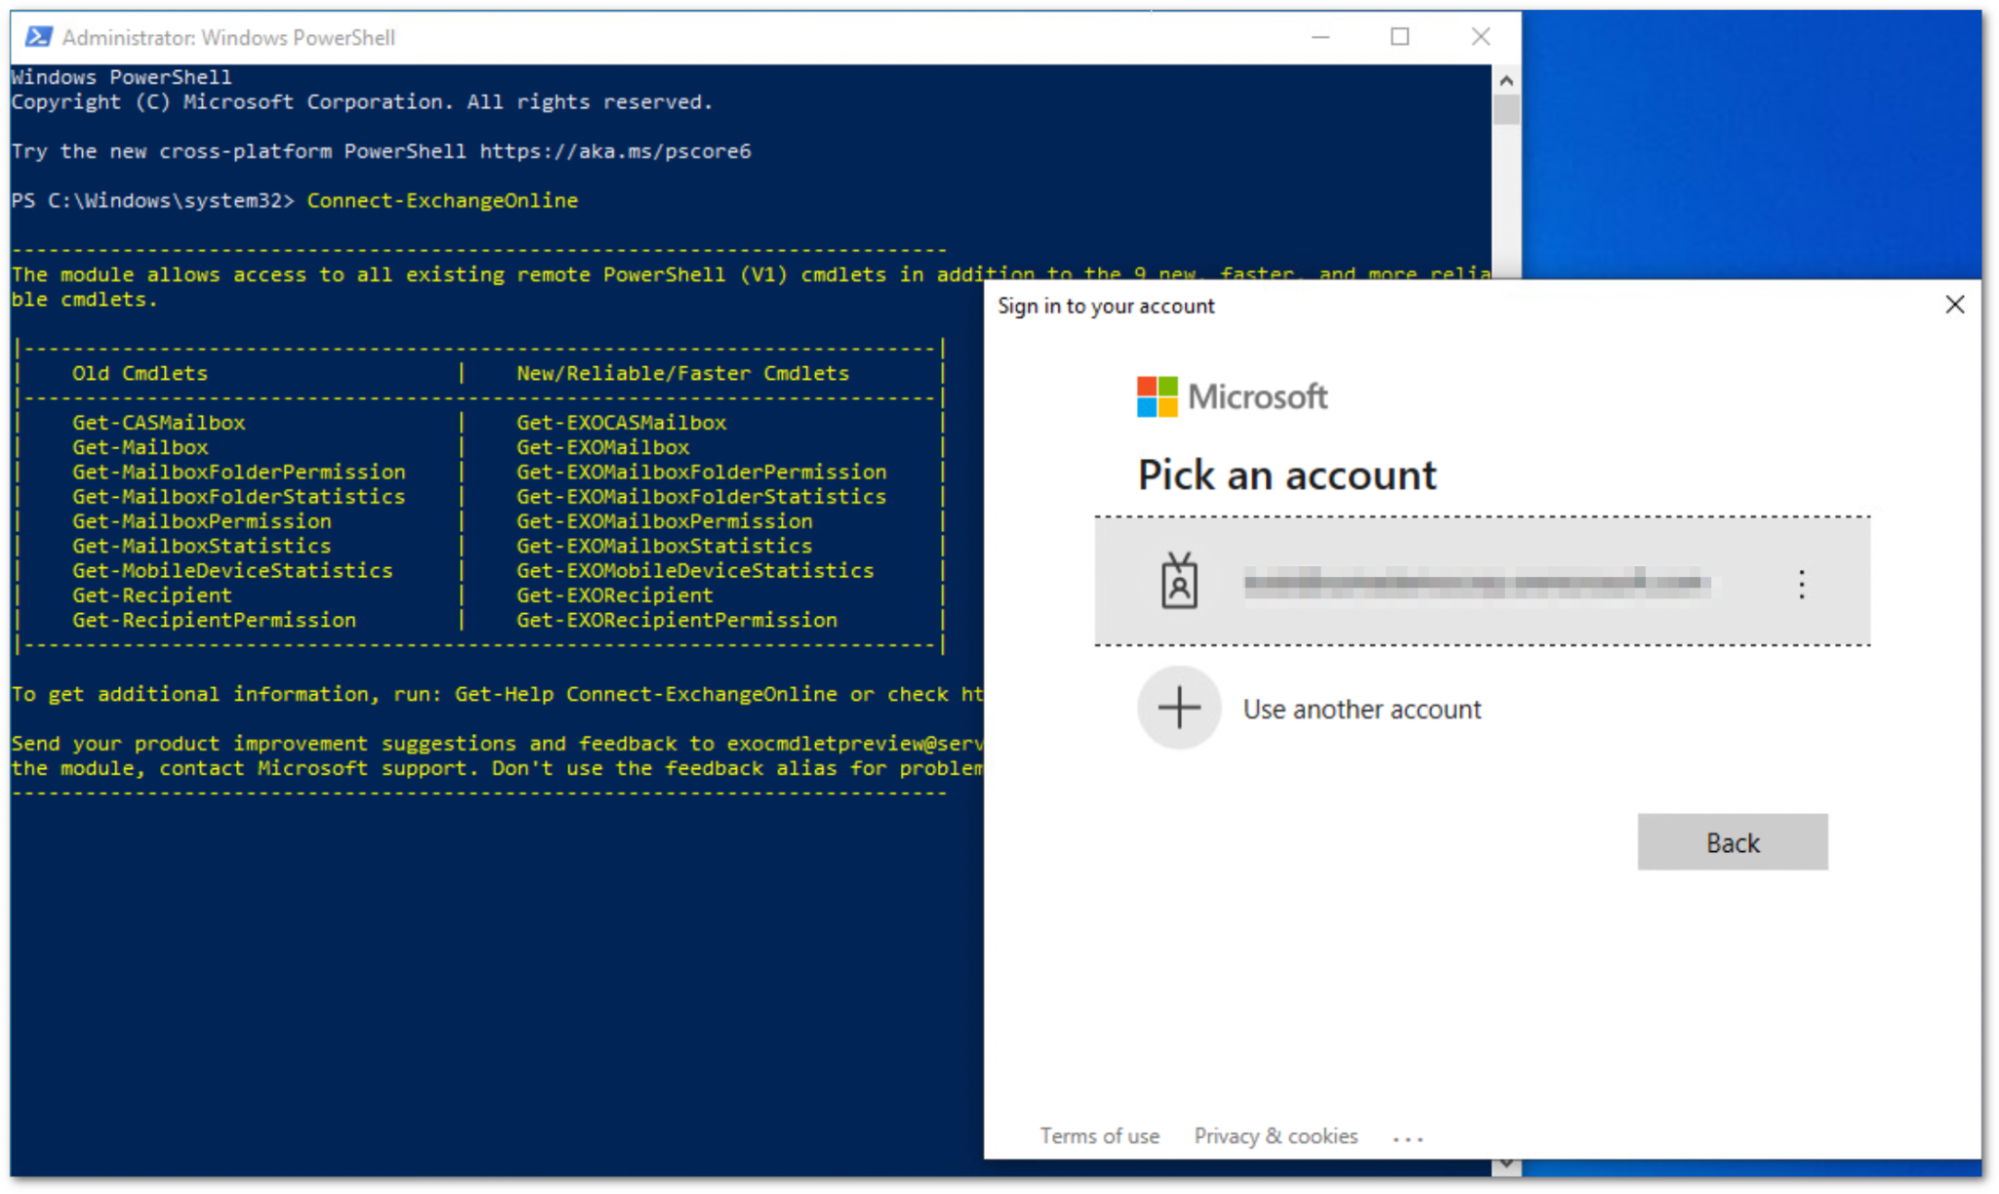 Administrator: Windows PowerShell
Windows PowerShell
Copyright (C) Microsoft Corporation. All rights reserved.
Try the new cross-platform PowerShell https://aka.ms/pscore6
PS C:\Windows\system32> Connect-ExchangeOnline
----------------------------------------------------------------------------
The module allows access to all existing remote PowerShell (V1) cmdlets in addition to the 9 new, faster, and more relia
ble cmdlets.
|--------------------------------------------------------------------------|
| Old Cmdlets | New/Reliable/Faster Cmdlets |
|--------------------------------------------------------------------------|
| Get-CASMailbox | Get-EXOCASMailbox |
| Get-Mailbox | Get-EXOMailbox |
| Get-MailboxFolderPermission | Get-EXOMailboxFolderPermission |
| Get-MailboxFolderStatistics | Get-EXOMailboxFolderStatistics |
| Get-MailboxPermission | Get-EXOMailboxPermission |
| Get-MailboxStatistics | Get-EXOMailboxStatistics |
| Get-MobileDeviceStatistics | Get-EXOMobileDeviceStatistics |
| Get-Recipient | Get-EXORecipient |
| Get-RecipientPermission | Get-EXORecipientPermission |
|--------------------------------------------------------------------------|
To get additional information, run: Get-Help Connect-ExchangeOnline or check ht
Send your product improvement suggestions and feedback to exocmdletpreview@serv
the module, contact Microsoft support. Don't use the feedback alias for problem
----------------------------------------------------------------------------
Sign in to your account
Microsoft
Pick an account
Use another account
Back
Terms of use Privacy & cookies ...